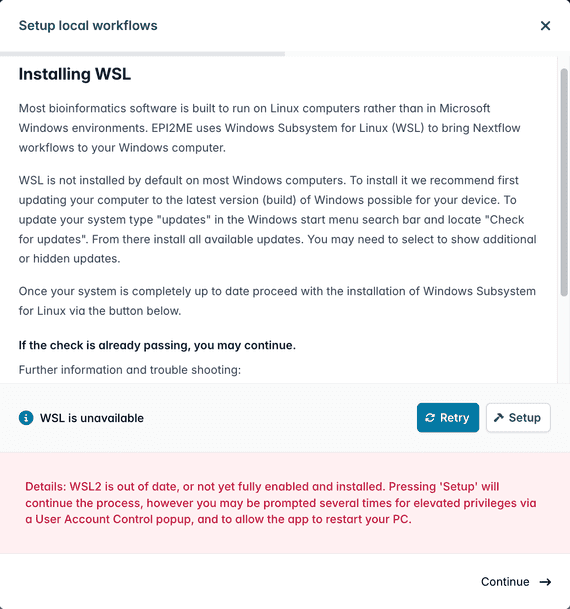 Setup local workflows
Installing WSL
Most bioinformatics software is built to run on Linux computers rather than in Microsoft
Windows environments. EPI2ME uses Windows Subsystem for Linux (WSL) to bring Nextflow
workflows to your Windows computer.
WSL is not installed by default on most Windows computers. To install it we recommend first
updating your computer to the latest version (build) of Windows possible for your device. To
update your system type "updates" in the Windows start menu search bar and locate "Check
for updates". From there install all available updates. You may need to select to show additional
or hidden updates.
Once your system is completely up to date proceed with the installation of Windows Subsystem
for Linux via the button below.
If the check is already passing, you may continue.
Further information and trouble shooting:
WSL is unavailable
Retry
Setup
Details: WSL2 is out of date, or not yet fully enabled and installed. Pressing 'Setup' will
continue the process, however you may be prompted several times for elevated privileges via
a User Account Control popup, and to allow the app to restart your PC.
Continue